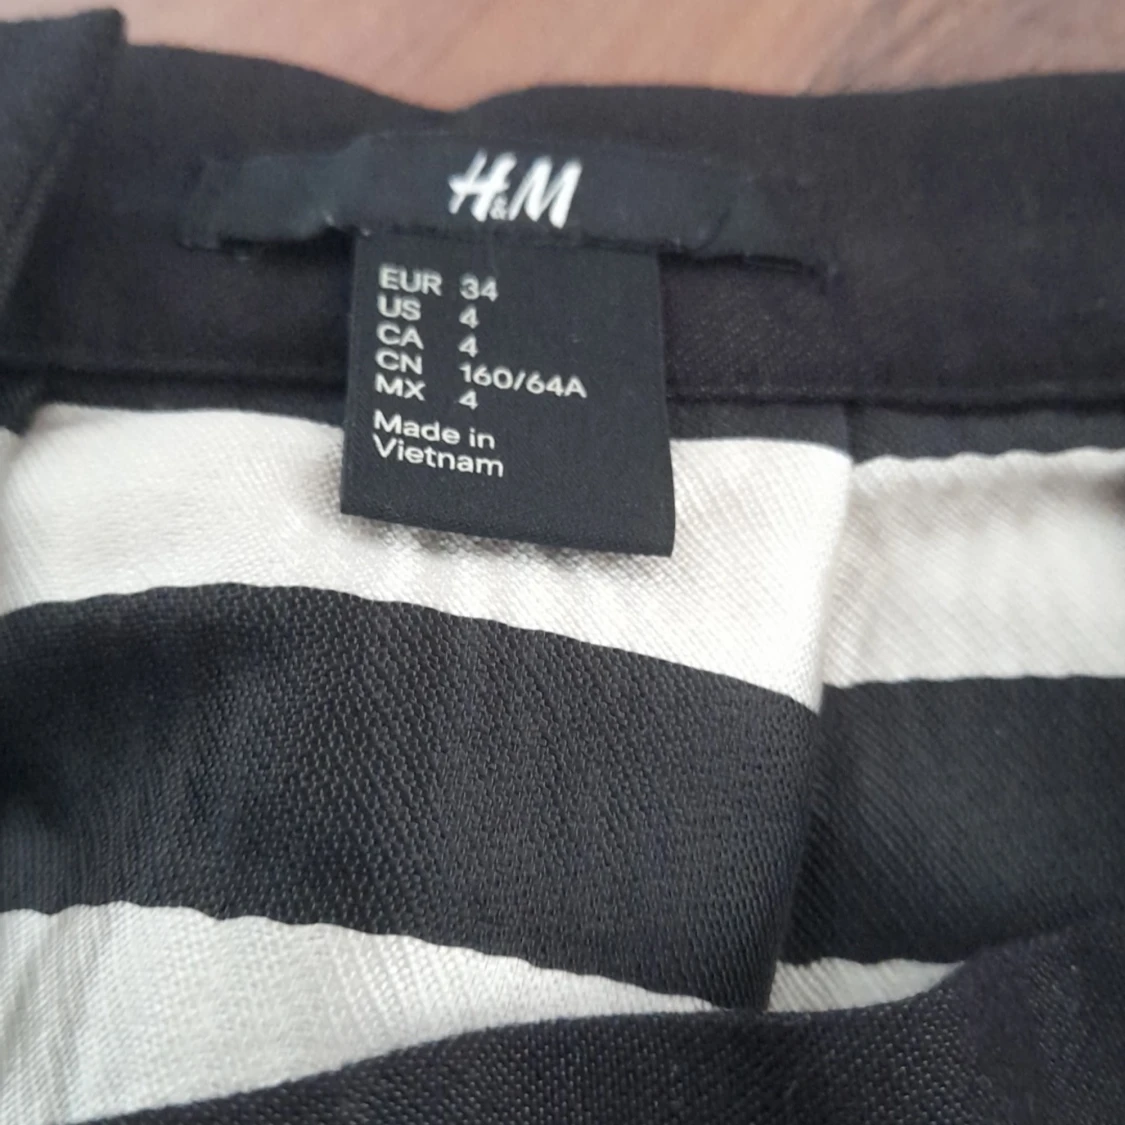 H&M
EUR 34
US 4
CA 4
CN 160/64A
MX 4
Made in
Vietnam